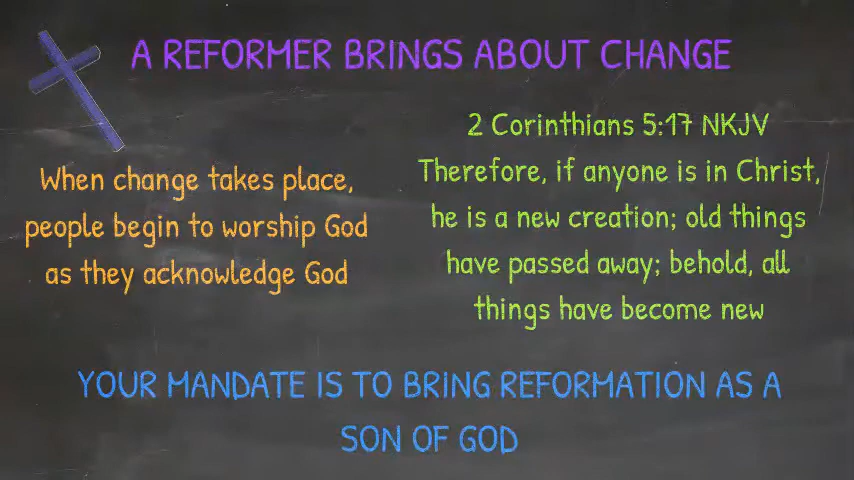 A REFORMER BRINGS ABOUT CHANGE
When change takes place,
people begin to worship God
as they acknowledge God
2 Corinthians 5:17 NKJV
Therefore, if anyone is in Christ,
he is a new creation; old things
have passed away; behold, all
things have become new
YOUR MANDATE IS TO BRING REFORMATION AS A
SON OF GOD